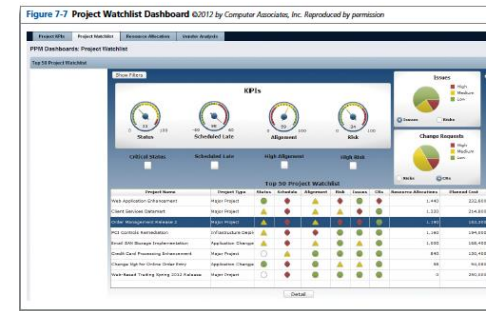 Figure 7-7 Project Watchlist Dashboard ©2012 by Computer Associates, Inc. Reproduced by permission
Project KPIs Project Watchlist Resource Allocation Vendor Analysis
PPM Dashboards: Project Watchlist
Top 50 Project Watchlist
Show Filters
KPIs
Status
Scheduled Late
Alignment
Risk
Critical Status
Scheduled Late
High Alignment
High Risk
Issues
High
Medium
Low
Issues Risks
Change Requests
High
Medium
Low
Risks CRs
Top 50 Project Watchlist
Project Name Project Type Status Schedule Alignment Risk Issues CRs Resource Allocations Planned Cost
Web Application Enhancement Major Project
Client Services Datamart Major Project
Order Management Release 2 Major Project
PCI Controls Remediation Infrastructure
Email SAN Storage Implementation Application Change
Credit Card Processing Enhancement Major Project
Change Mgt for Online Order Entry Application Change
Web-Based Trading Spring 2012 Release Major Project
Detail